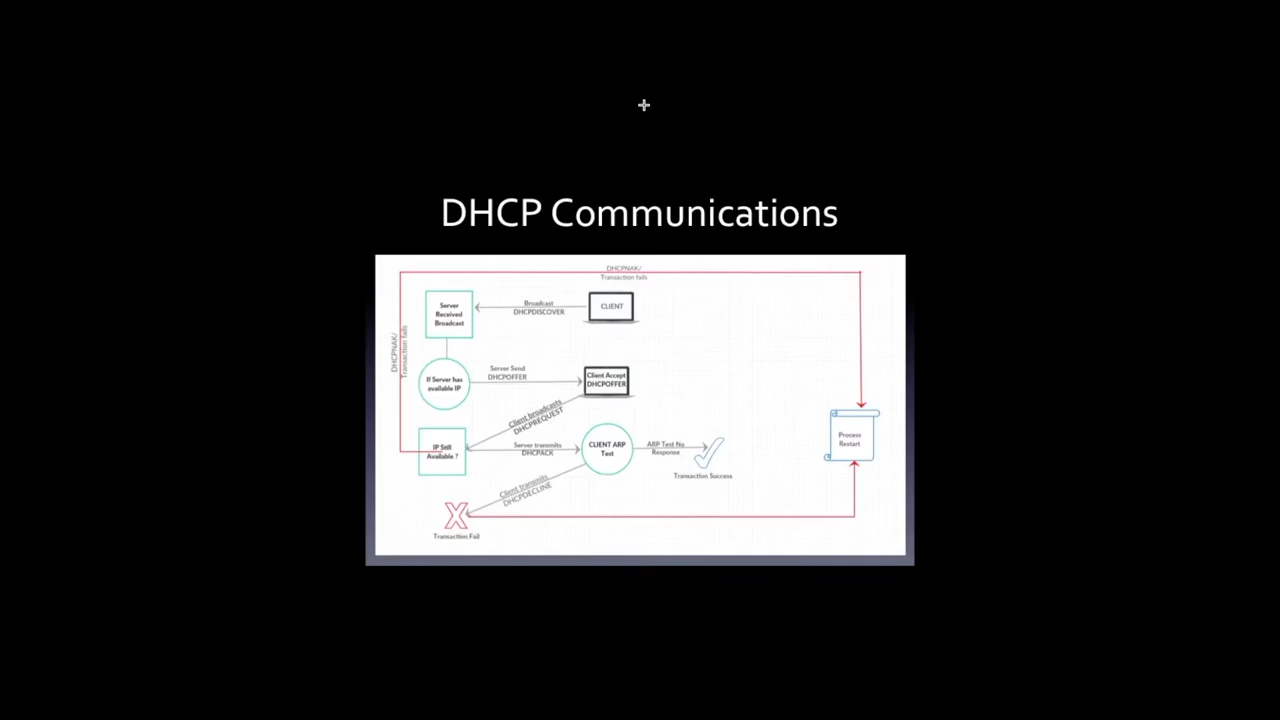 DHCP Communications
DHCPNAK/
Transaction fails
Server
Received
Broadcast
Broadcast
DHCPDISCOVER
CLIENT
DHCPNAK/
Transaction fails
If Server has
available IP
Server Send
DHCPOFFER
Client Accept
DHCPOFFER
Client broadcasts
DHCPREQUEST
IP Still
Available ?
Server transmits
DHCPACK
CLIENT ARP
Test
ARP Test No
Response
Transaction Success
Process
Restart
Client transmits
DHCPDECLINE
X
Transaction Fail